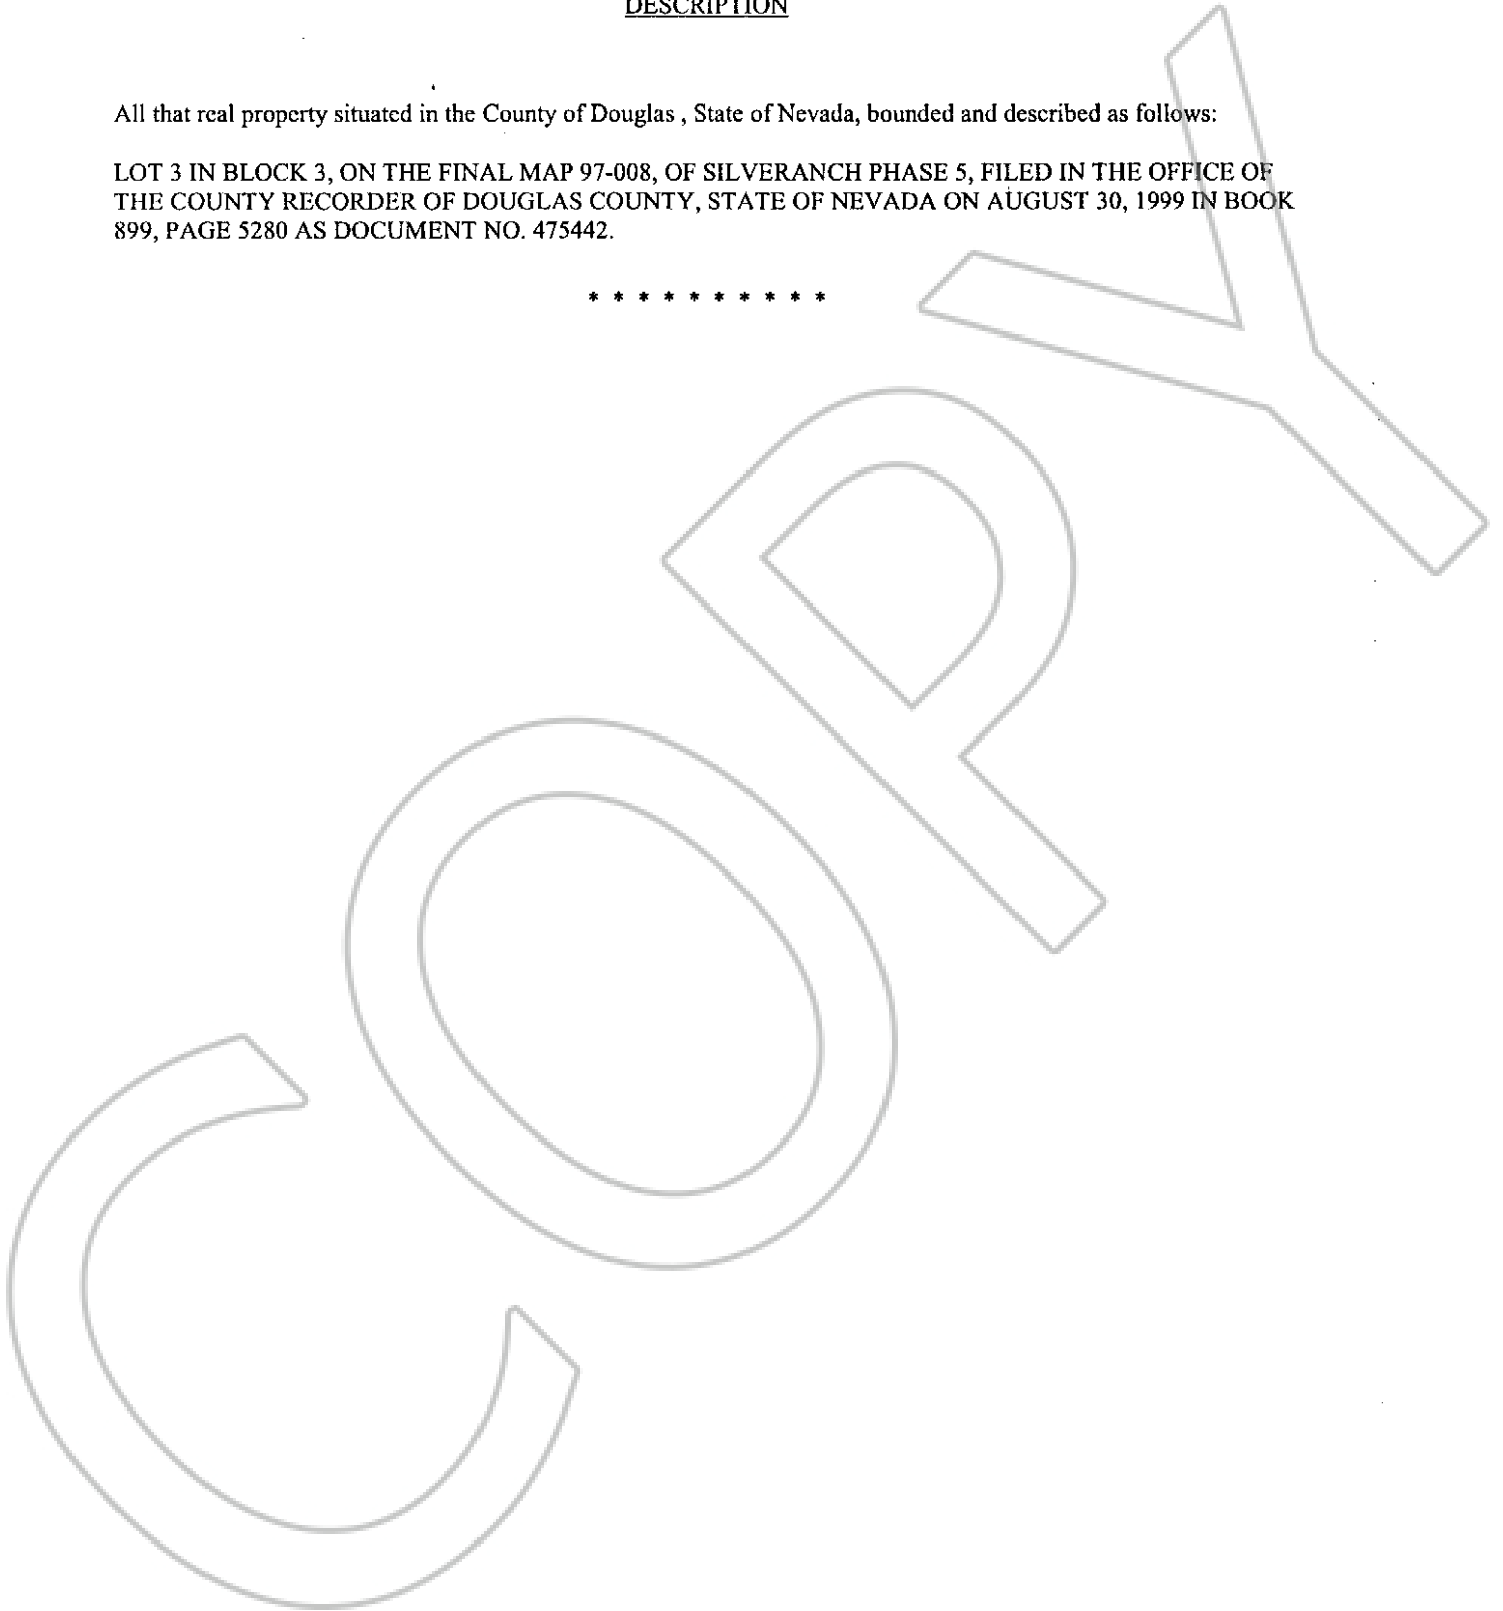 DESCRIPTION
All that real property situated in the County of Douglas , State of Nevada, bounded and described as follows:
LOT 3 IN BLOCK 3, ON THE FINAL MAP 97-008, OF SILVERANCH PHASE 5, FILED IN THE OFFICE OF
THE COUNTY RECORDER OF DOUGLAS COUNTY, STATE OF NEVADA ON AUGUST 30, 1999 IN BOOK
899, PAGE 5280 AS DOCUMENT NO. 475442.
* * * * * * * * * *
COPY